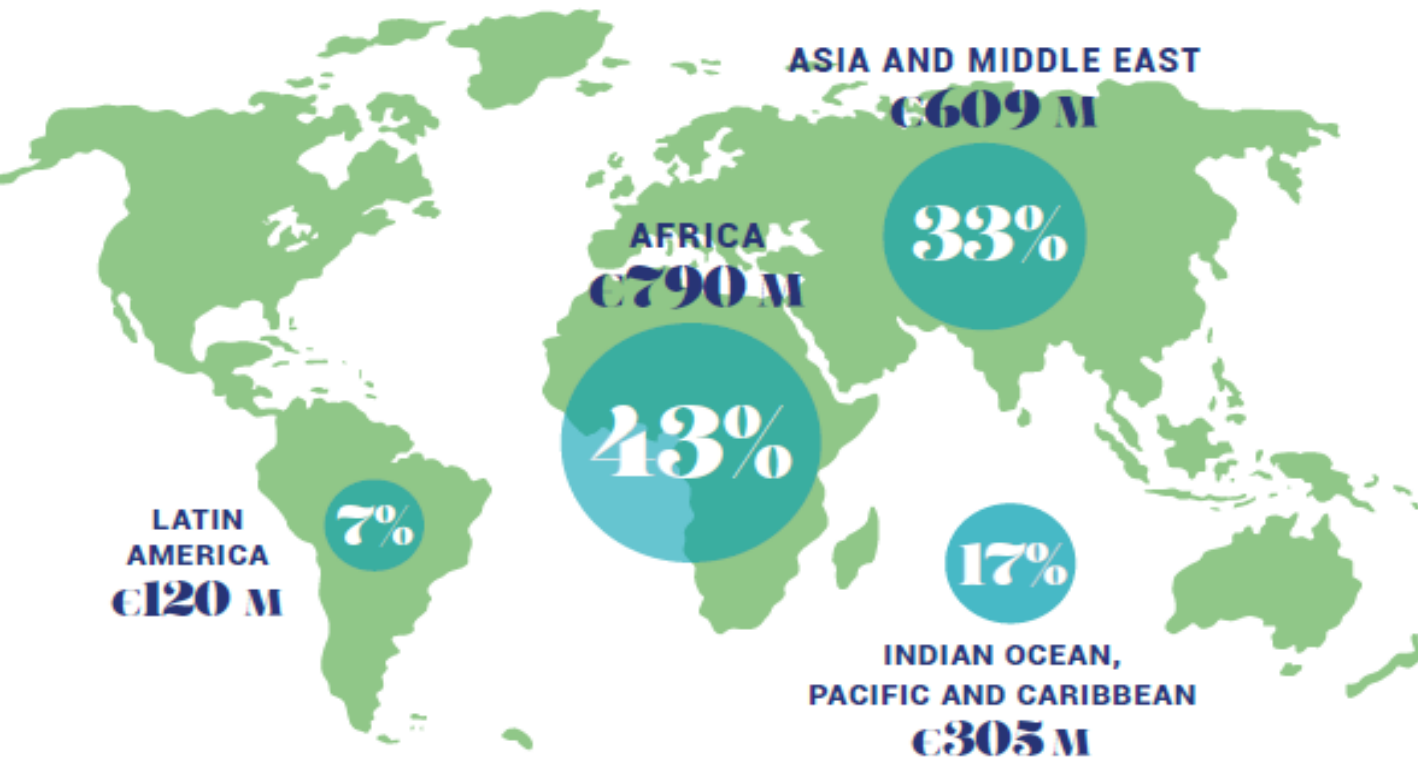 ASIA AND MIDDLE EAST
€609 M
33%
AFRICA
€790 M
43%
LATIN
AMERICA
€120 M
7%
17%
INDIAN OCEAN,
PACIFIC AND CARIBBEAN
€305 M